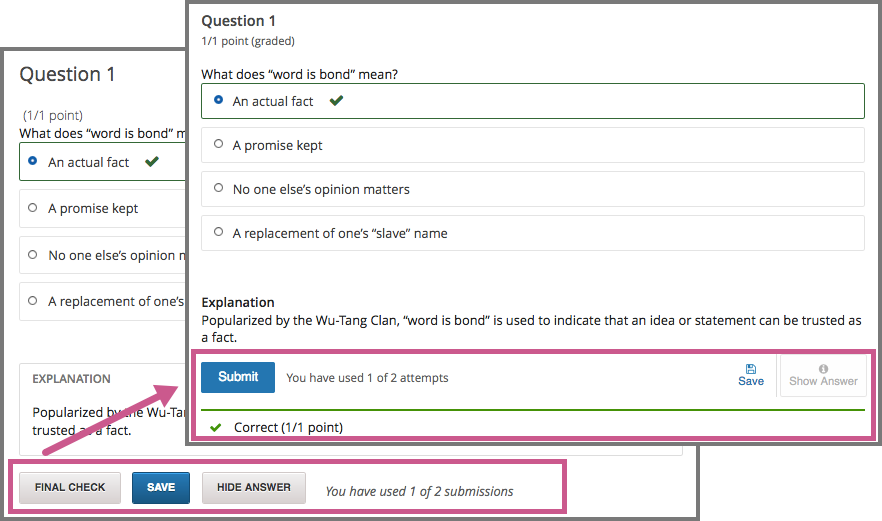 Question 1
1/1 point (graded)
What does “word is bond” mean?
An actual fact
A promise kept
No one else’s opinion matters
A replacement of one’s “slave” name
Explanation
Popularized by the Wu-Tang Clan, “word is bond” is used to indicate that an idea or statement can be trusted as
a fact.
Submit
You have used 1 of 2 attempts
Save
Show Answer
Correct (1/1 point)
Question 1
(1/1 point)
What does “word is bond” m
An actual fact
A promise kept
No one else’s opinion
A replacement of one’s
EXPLANATION
Popularized by the Wu-Ta
trusted as a fact.
FINAL CHECK
SAVE
HIDE ANSWER
You have used 1 of 2 submissions